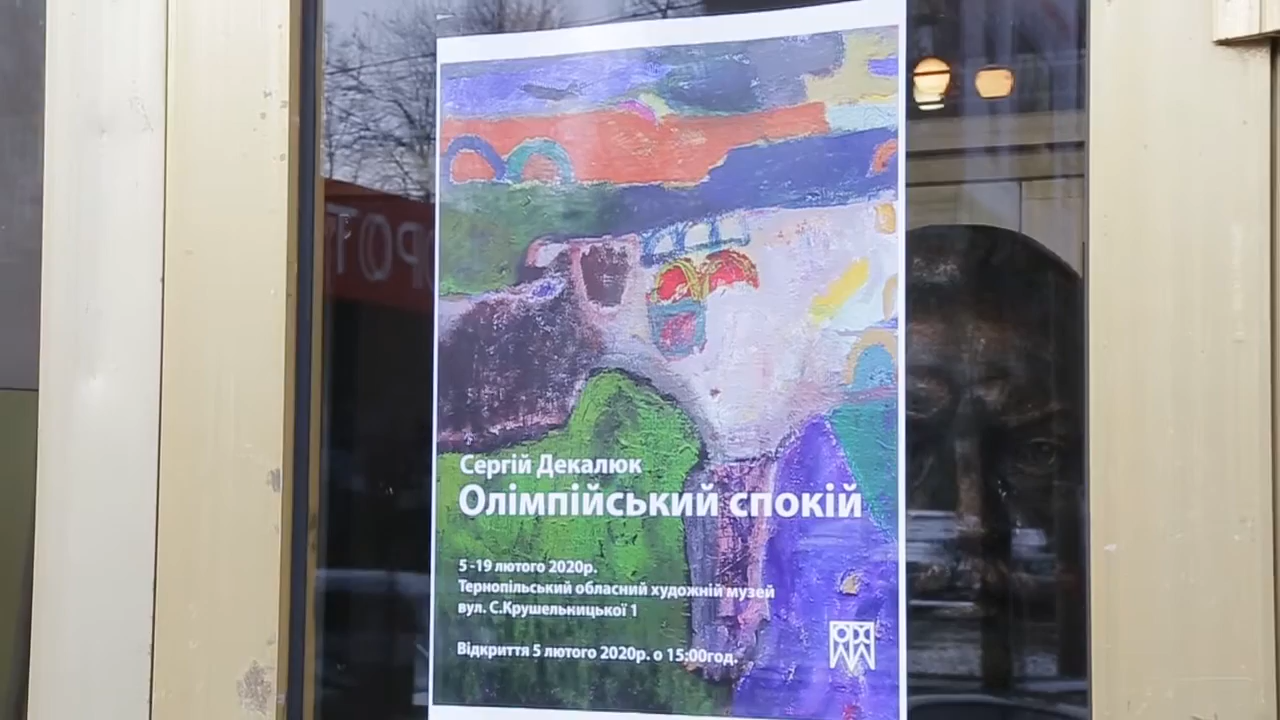 Сергій Декалюк
Олімпійський спокій
5 -19 лютого 2020р.
Тернопільський обласний художній музей
вул. С.Крушельницької 1
Відкриття 5 лютого 2020р. о 15:00год.